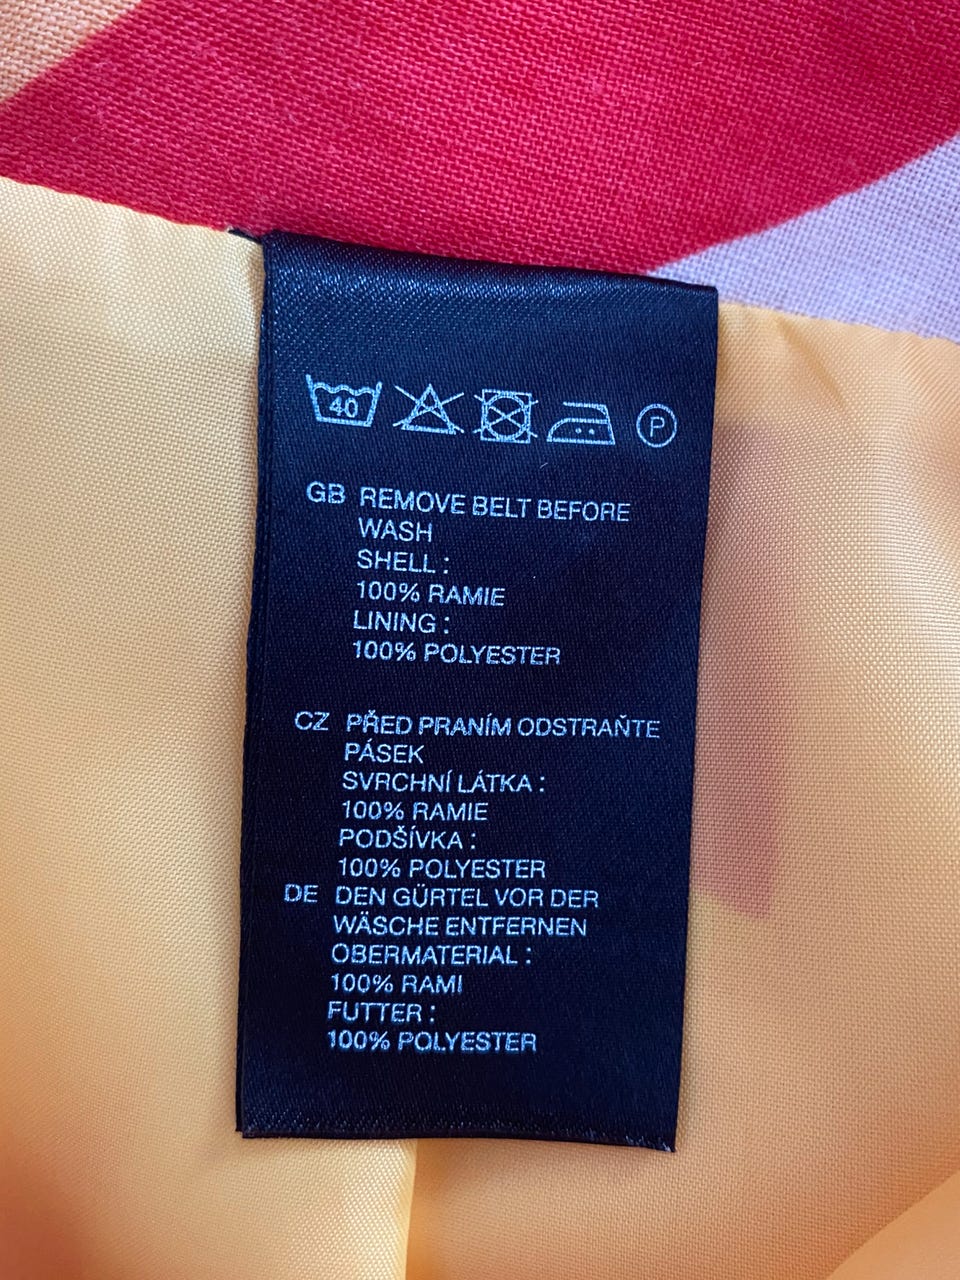 40 P
GB REMOVE BELT BEFORE
WASH
SHELL :
100% RAMIE
LINING :
100% POLYESTER
CZ PŘED PRANÍM ODSTRAŇTE
PÁSEK
SVRCHNÍ LÁTKA :
100% RAMIE
PODŠÍVKA :
100% POLYESTER
DE DEN GÜRTEL VOR DER
WÄSCHE ENTFERNEN
OBERMATERIAL :
100% RAMI
FUTTER :
100% POLYESTER